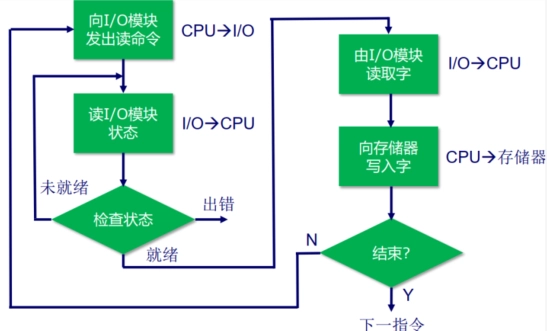 向I/O模块
发出读命令
CPU→I/O
读I/O模块
状态
I/O→CPU
未就绪
检查状态
出错
就绪
由I/O模块
读取字
I/O→CPU
向存储器
写入字
CPU→存储器
N
结束?
Y
下一指令